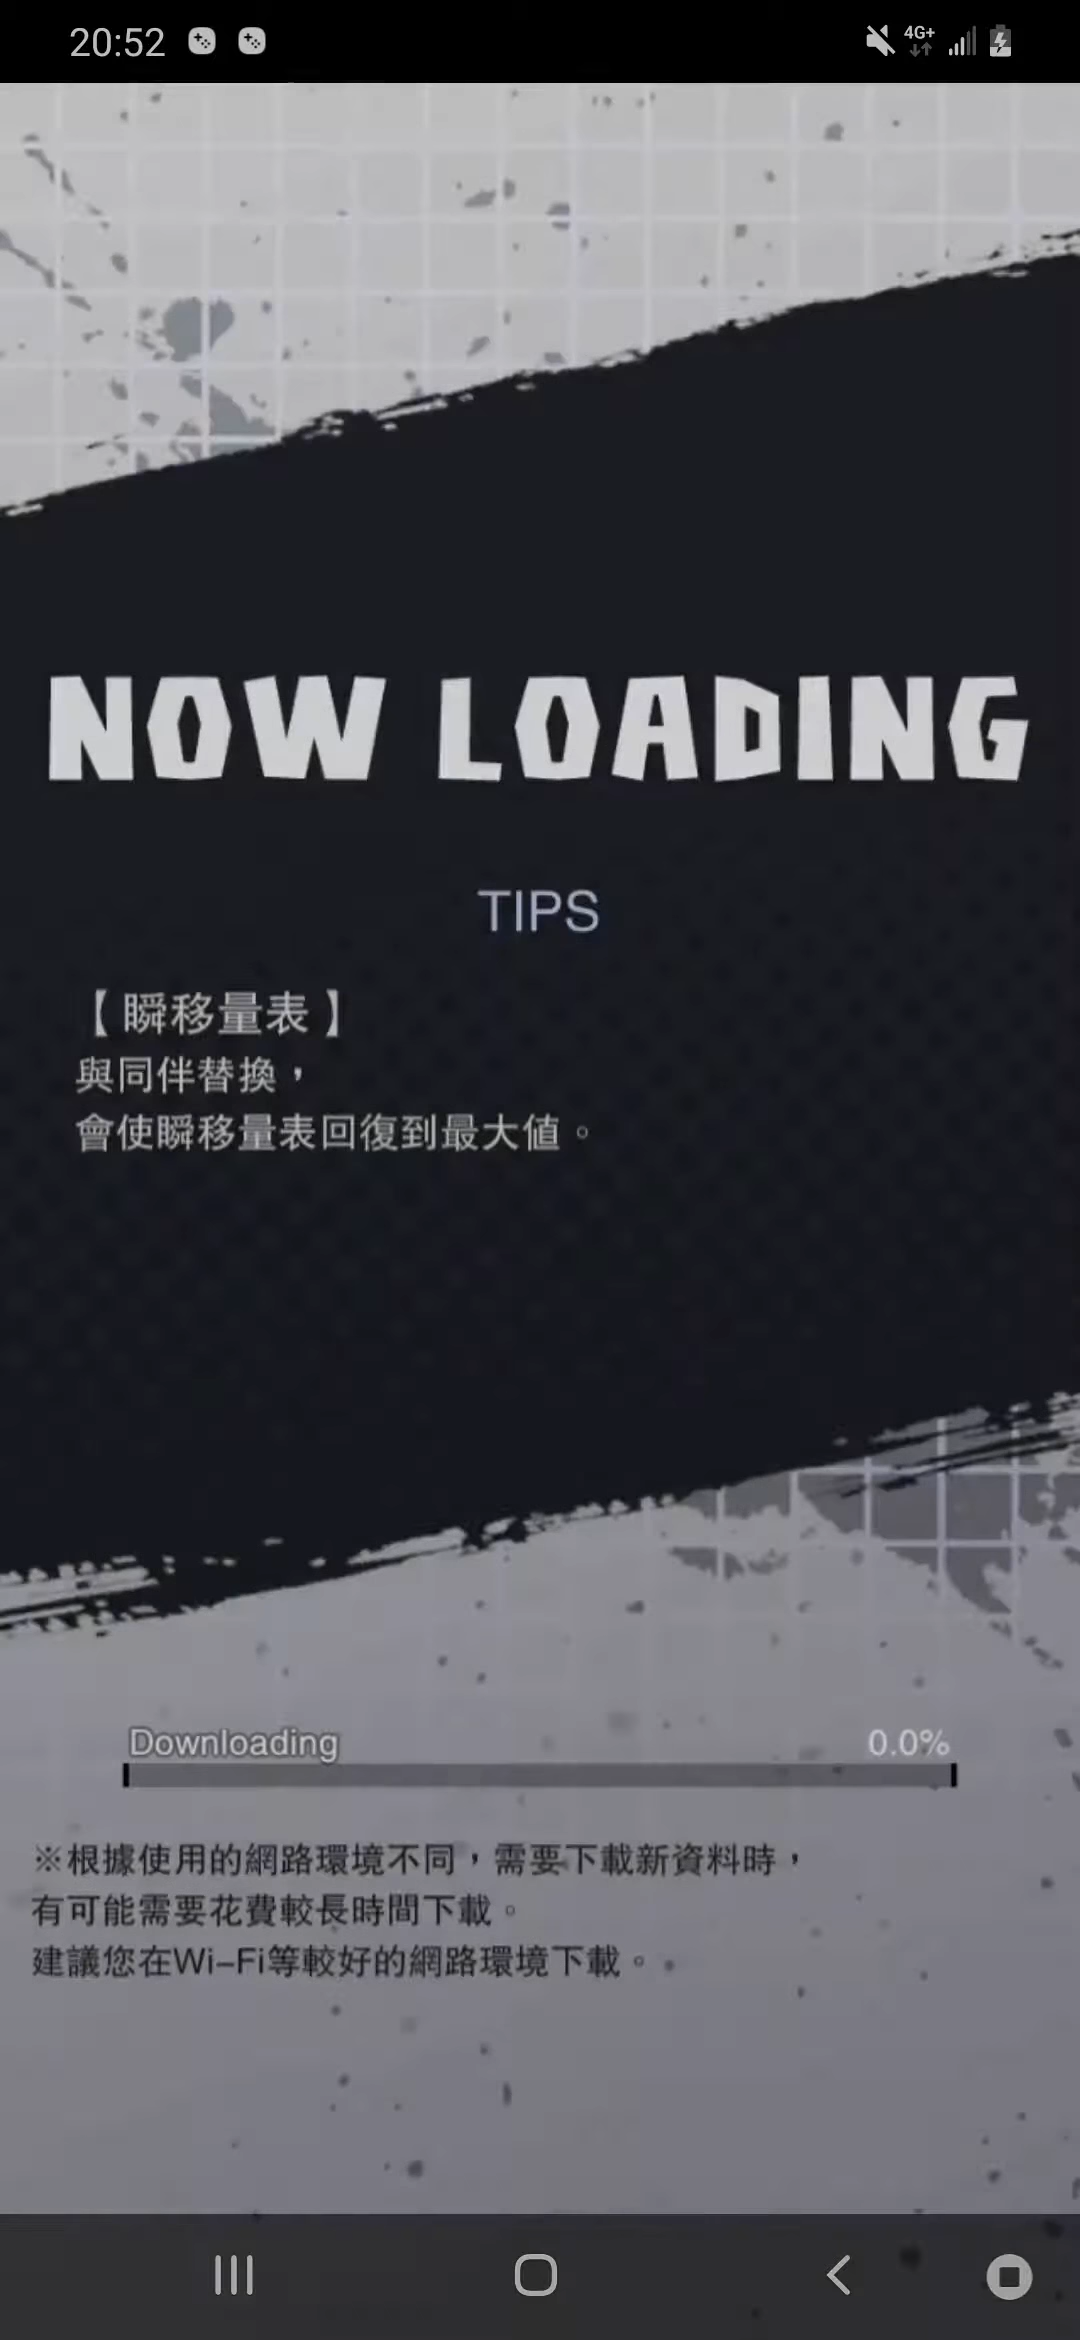 20:52
4G+
NOW LOADING
TIPS
【瞬移量表】
與同伴替換，
會使瞬移量表回復到最大值。
Downloading 0.0%
※根據使用的網路環境不同，需要下載新資料時，
有可能需要花費較長時間下載。
建議您在Wi-Fi等較好的網路環境下載。